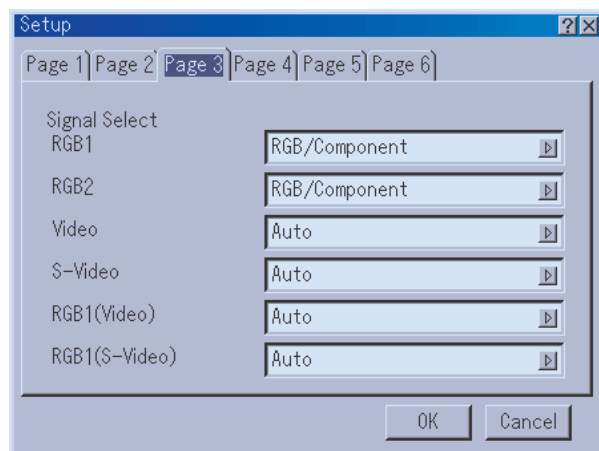 Setup
Page 1 Page 2 Page 3 Page 4 Page 5 Page 6
Signal Select
RGB1 RGB/Component
RGB2 RGB/Component
Video Auto
S-Video Auto
RGB1(Video) Auto
RGB1(S-Video) Auto
OK Cancel